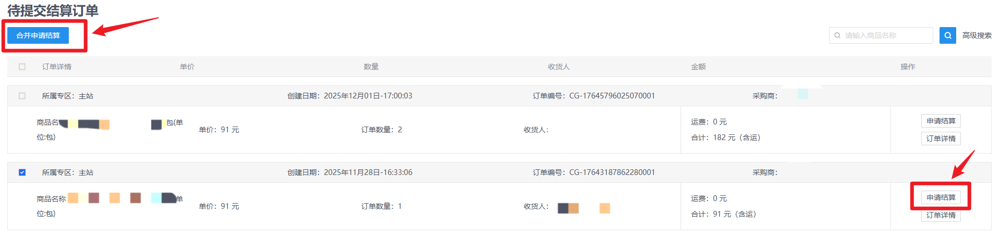 待提交结算订单
合并申请结算
请输入商品名称
高级搜索
订单详情 单价 数量 收货人 金额 操作
所属专区：主站 创建日期：2025年12月01日-17:00:03 订单编号：CG-17645796025070001 采购商：
商品名 包(单
位:包)
单价：91 元
订单数量：2
收货人：
运费：0 元
合计：182 元（含运）
申请结算
订单详情
所属专区：主站 创建日期：2025年11月28日-16:33:06 订单编号：CG-17643187862280001 采购商：
商品名称 单
位:包)
单价：91 元
订单数量：1
收货人：
运费：0 元
合计：91 元（含运）
申请结算
订单详情